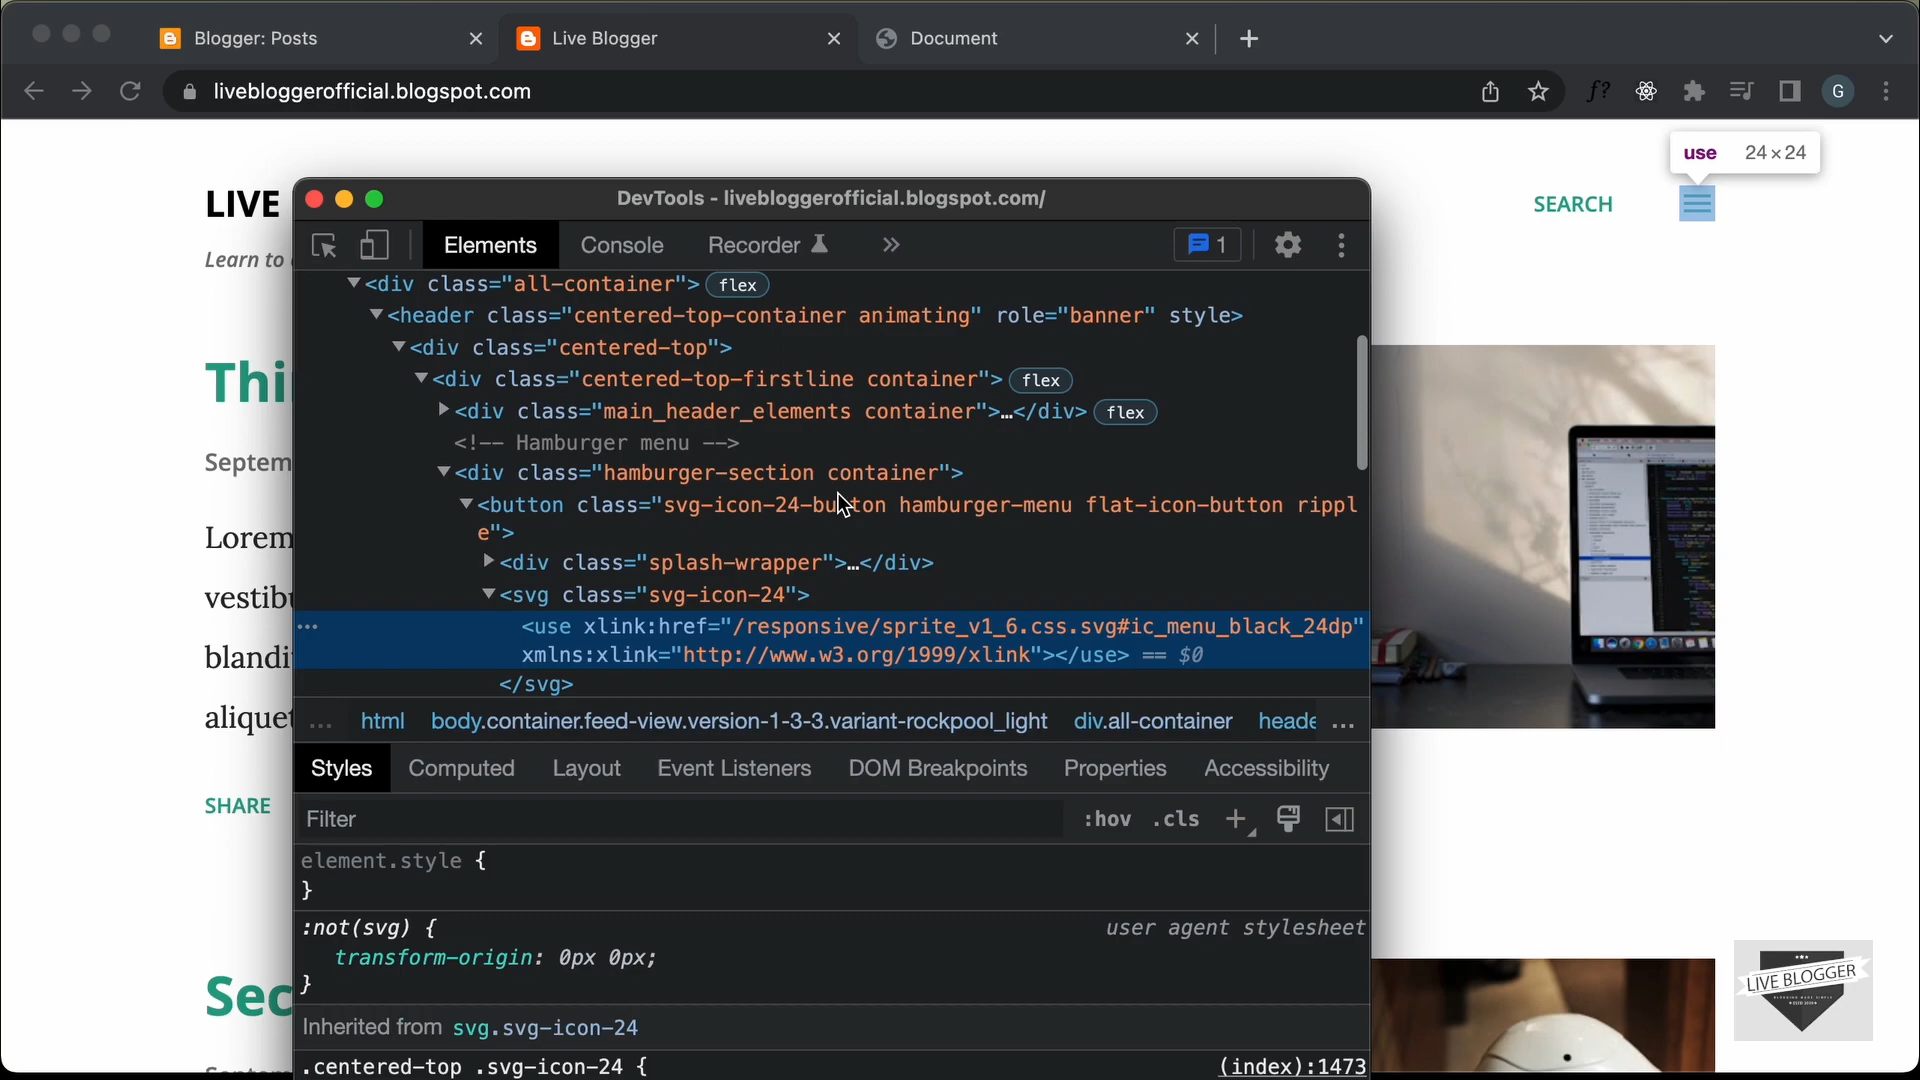 Blogger: Posts
Live Blogger
Document
livebloggerofficial.blogspot.com
f?
G
use 24×24
LIVE
SEARCH
Learn to
DevTools - livebloggerofficial.blogspot.com/
Elements Console Recorder 1
<div class="all-container"> flex
<header class="centered-top-container animating" role="banner" style>
<div class="centered-top">
<div class="centered-top-firstline container"> flex
<div class="main_header_elements container">…</div> flex
<!-- Hamburger menu -->
<div class="hamburger-section container">
<button class="svg-icon-24-button hamburger-menu flat-icon-button rippl
e">
<div class="splash-wrapper">…</div>
<svg class="svg-icon-24">
<use xlink:href="/responsive/sprite_v1_6.css.svg#ic_menu_black_24dp"
xmlns:xlink="http://www.w3.org/1999/xlink"></use> == $0
</svg>
... html body.container.feed-view.version-1-3-3.variant-rockpool_light div.all-container heade ...
Styles Computed Layout Event Listeners DOM Breakpoints Properties Accessibility
Filter :hov .cls
element.style {
}
:not(svg) { user agent stylesheet
transform-origin: 0px 0px;
}
Inherited from svg.svg-icon-24
.centered-top .svg-icon-24 { (index):1473
Thi
Septem
Lorem
vestibu
blandi
aliquet
SHARE
Sec
LIVE BLOGGER